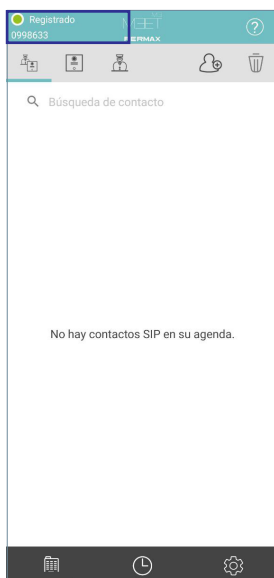 Registrado
0998633
MEET
FERMAX
Búsqueda de contacto
No hay contactos SIP en su agenda.